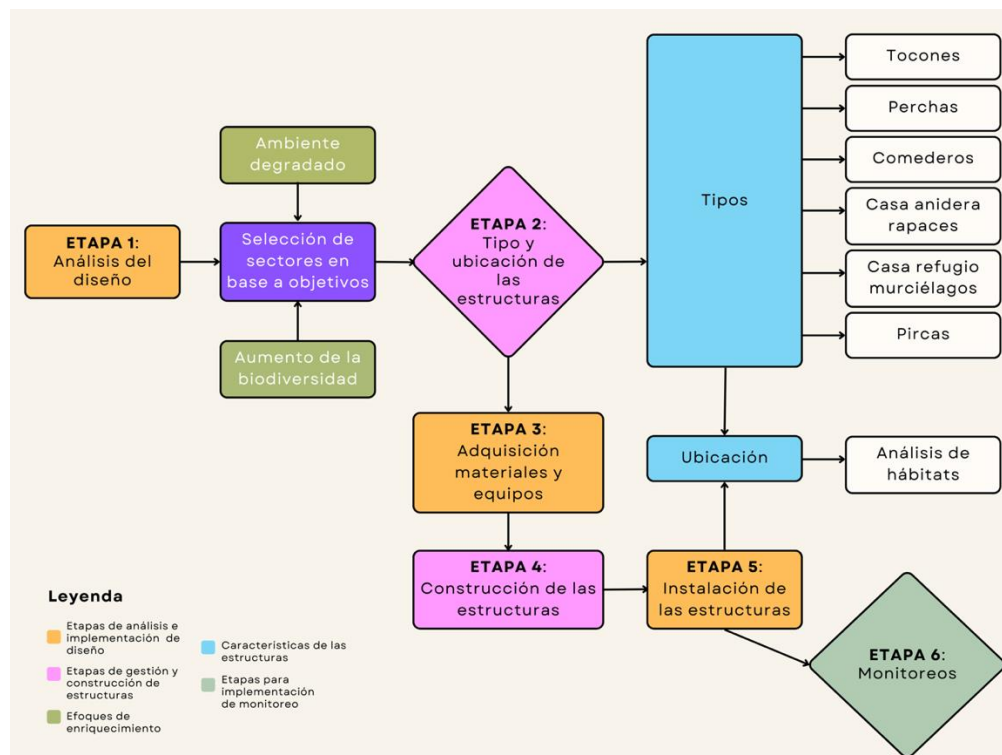 Ambiente
degradado
ETAPA 1:
Análisis del
diseño
Selección de
sectores en
base a objetivos
Aumento de la
biodiversidad
ETAPA 2:
Tipo y
ubicación de
las
estructuras
Tipos
Tocones
Perchas
Comederos
Casa anidera
rapaces
Casa refugio
murciélagos
Pircas
ETAPA 3:
Adquisición
materiales y
equipos
Ubicación
Análisis de
hábitats
ETAPA 4:
Construcción de las
estructuras
ETAPA 5:
Instalación de
las estructuras
ETAPA 6:
Monitoreos
Leyenda
Etapas de análisis e
implementación de
diseño
Etapas de gestión y
construcción de
estructuras
Efoques de
enriquecimiento
Caracteristicas de las
estructuras
Etapas para
implementación
de monitoreo